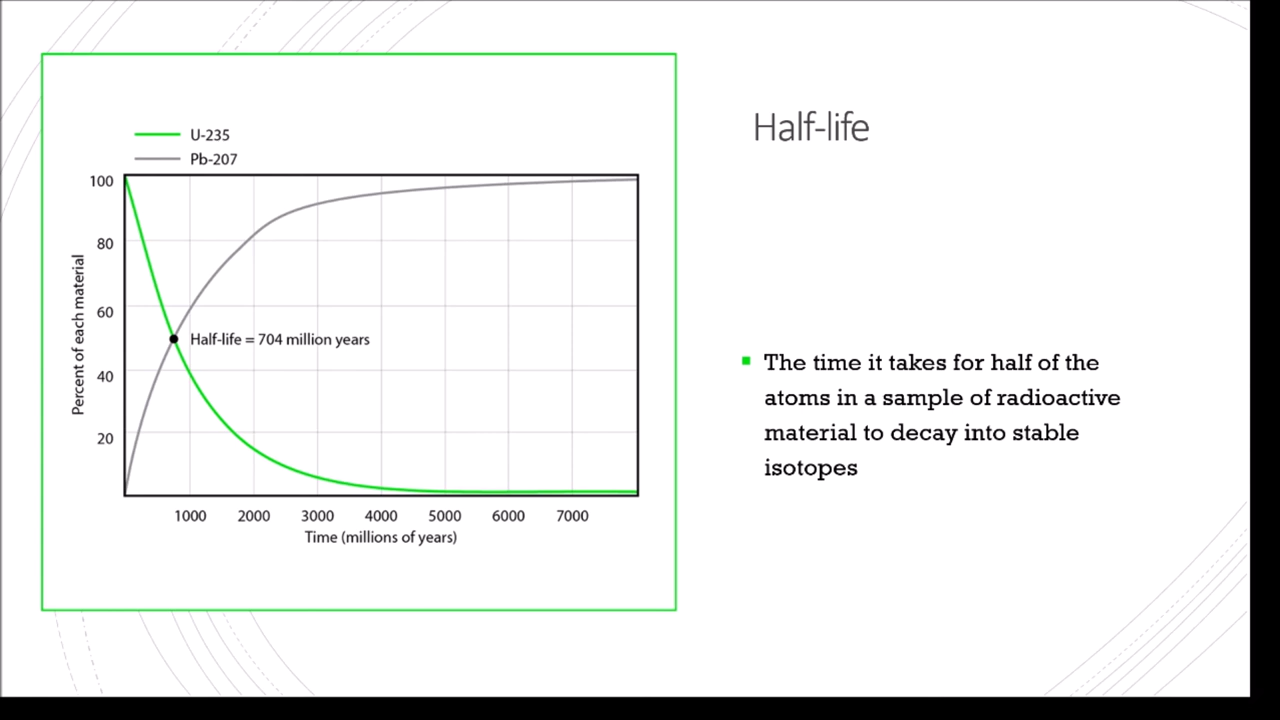 U-235
Pb-207
100
80
60
40
20
Percent of each material
Half-life = 704 million years
1000 2000 3000 4000 5000 6000 7000
Time (millions of years)
Half-life
The time it takes for half of the
atoms in a sample of radioactive
material to decay into stable
isotopes